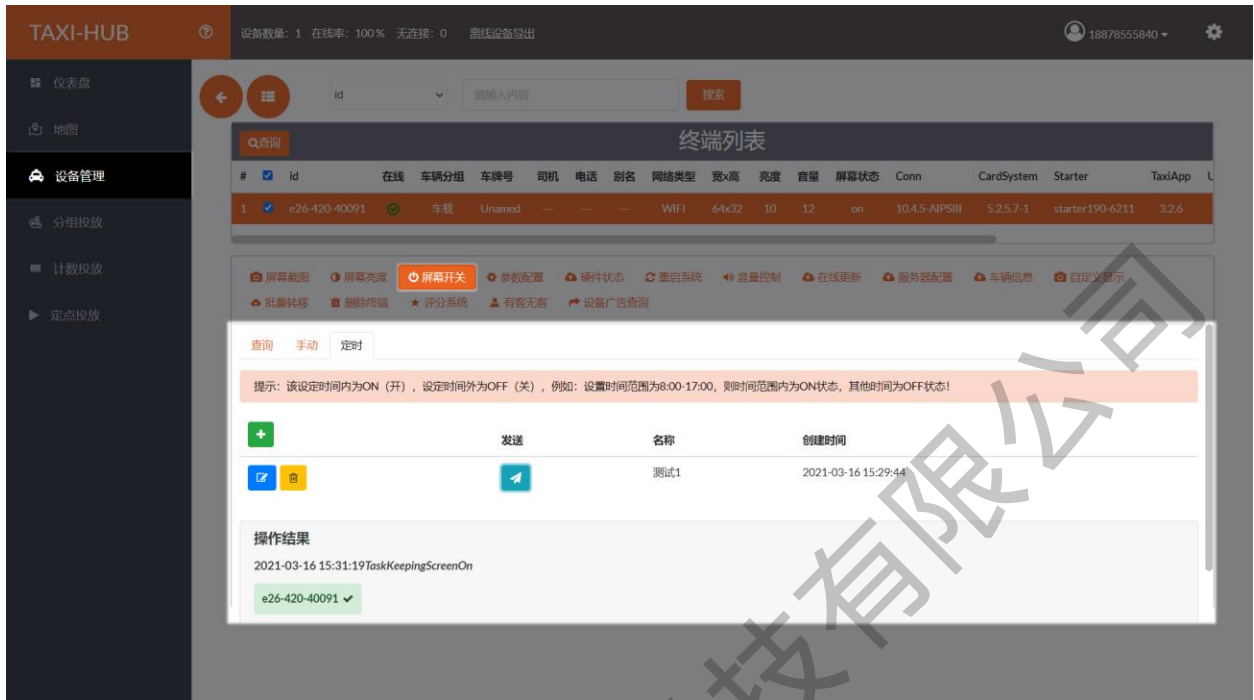 TAXI-HUB
设备数量: 1 在线率: 100% 无连接: 0 离线设备导出
18878555840
仪表盘
地图
设备管理
分组投放
计数投放
定点投放
id 请输入内容 搜索
查询 终端列表
# id 在线 车辆分组 车牌号 司机 电话 别名 网络类型 宽x高 亮度 音量 屏幕状态 Conn CardSystem Starter TaxiApp U
1 e26-420-40091 车载 Unamed — — — WIFI 64x32 10 12 on 10.4.5-AIPSIII 5.2.5.7-1 starter190-6211 3.2.6
屏幕截图 屏幕亮度 屏幕开关 参数配置 硬件状态 重启系统 音量控制 在线更新 服务器配置 车辆信息 自定义显示
批量转移 删除终端 评分系统 有客无客 设备广告查询
查询 手动 定时
提示: 该设定时间内为ON（开）, 设定时间外为OFF（关）, 例如: 设置时间范围为8:00-17:00, 则时间范围内为ON状态, 其他时间为OFF状态!
发送 名称 创建时间
测试1 2021-03-16 15:29:44
操作结果
2021-03-16 15:31:19TaskKeepingScreenOn
e26-420-40091 ✔
技有限公司